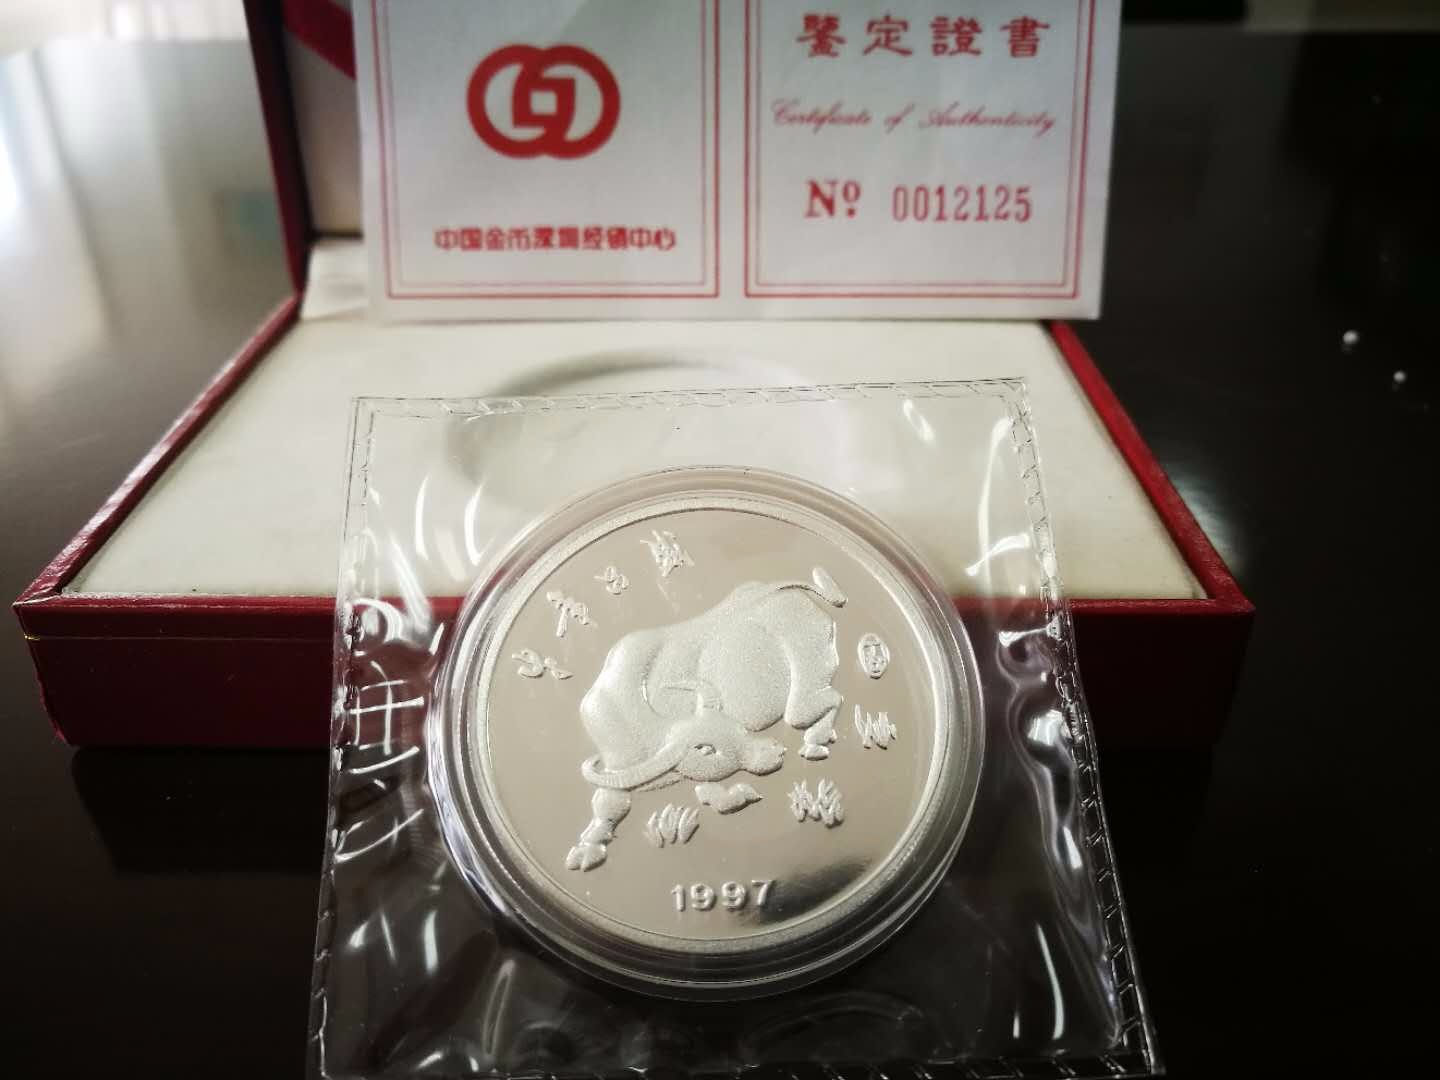 中国金币深圳经销中心
鑒定證書
Certificate of Authenticity
Nº 0012125
1997